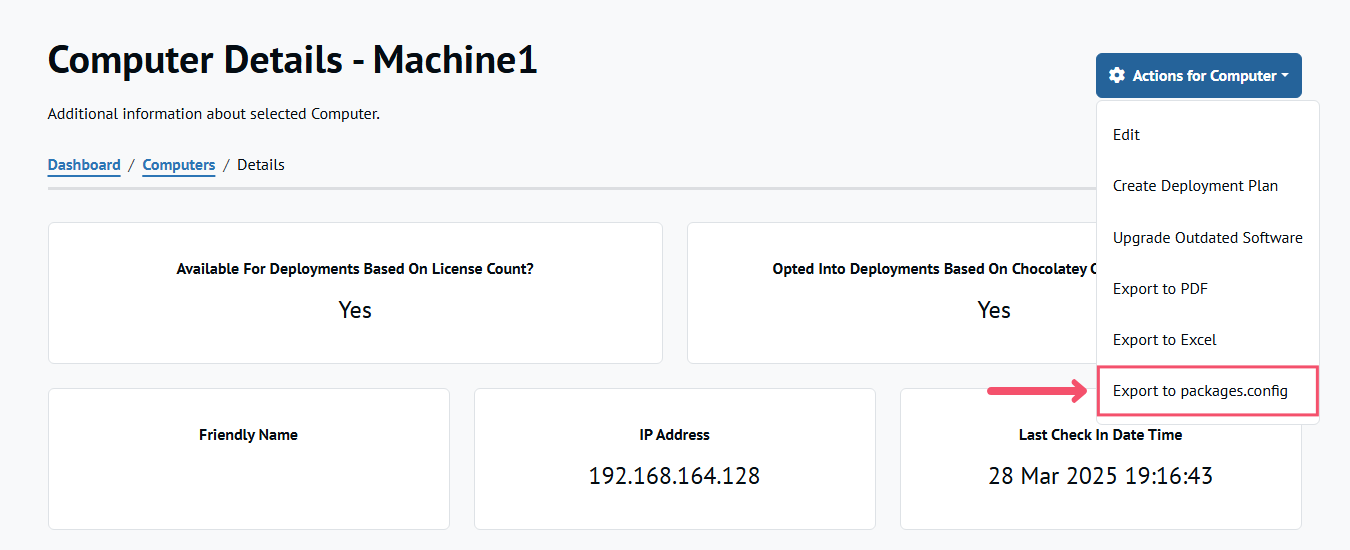 Computer Details - Machine1
Actions for Computer
Additional information about selected Computer.
Dashboard / Computers / Details
Edit
Create Deployment Plan
Upgrade Outdated Software
Export to PDF
Export to Excel
Export to packages.config
Available For Deployments Based On License Count?
Yes
Opted Into Deployments Based On Chocolatey
Yes
Friendly Name
IP Address
192.168.164.128
Last Check In Date Time
28 Mar 2025 19:16:43